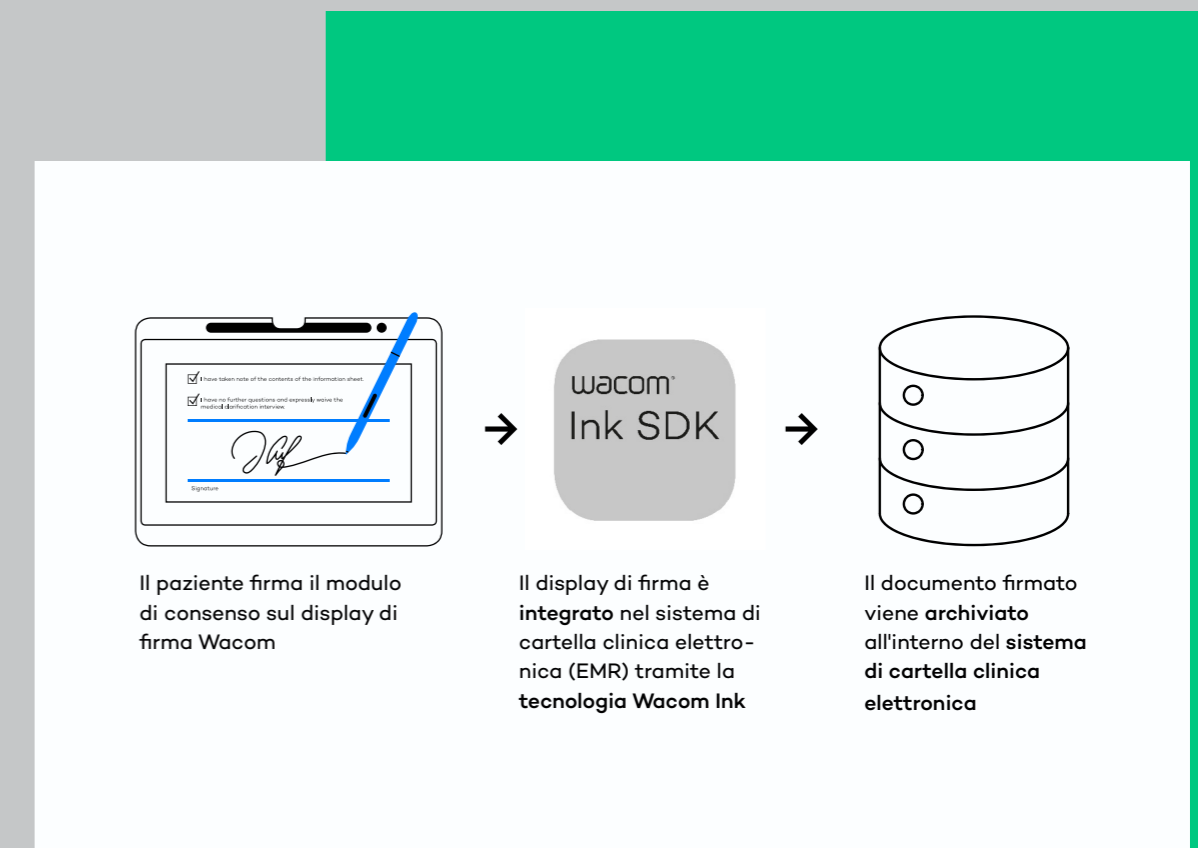 I have taken note of the contents of the information sheet.
I have no further questions and expressly waive the
medical clarification interview.
Signature
wacom
Ink SDK
Il paziente firma il modulo
di consenso sul display di
firma Wacom
Il display di firma è
integrato nel sistema di
cartella clinica elettro-
nica (EMR) tramite la
tecnologia Wacom Ink
Il documento firmato
viene archiviato
all'interno del sistema
di cartella clinica
elettronica